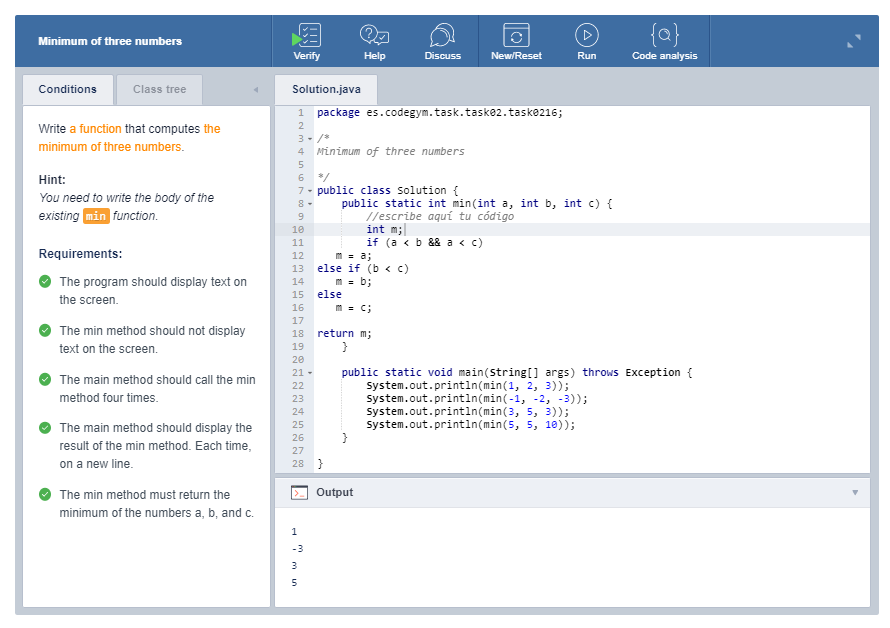 Minimum of three numbers
Verify
Help
Discuss
New/Reset
Run
Code analysis
Conditions
Class tree
Write a function that computes the
minimum of three numbers.
Hint:
You need to write the body of the
existing min function.
Requirements:
The program should display text on
the screen.
The min method should not display
text on the screen.
The main method should call the min
method four times.
The main method should display the
result of the min method. Each time,
on a new line.
The min method must return the
minimum of the numbers a, b, and c.
Solution.java
1 package es.codegym.task.task02.task0216;
2
3 /*
4 Minimum of three numbers
5
6 */
7 public class Solution {
8     public static int min(int a, int b, int c) {
9         //escribe aquí tu código
10         int m;
11         if (a < b && a < c)
12    m = a;
13 else if (b < c)
14    m = b;
15 else
16    m = c;
17
18 return m;
19     }
20
21     public static void main(String[] args) throws Exception {
22         System.out.println(min(1, 2, 3));
23         System.out.println(min(-1, -2, -3));
24         System.out.println(min(3, 5, 3));
25         System.out.println(min(5, 5, 10));
26     }
27
28 }
Output
1
-3
3
5